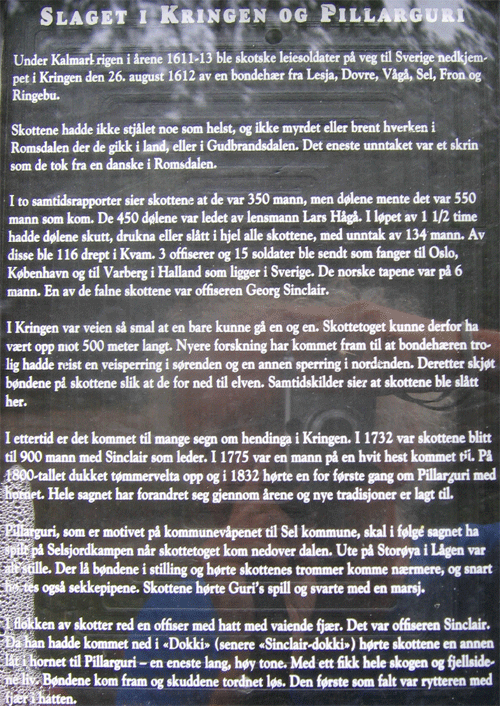 Slaget i Kringen og Pillarguri
Under Kalmarkrigen i årene 1611-13 ble skotske leiesoldater på veg til Sverige nedkjem-
pet i Kringen den 26. august 1612 av en bondehær fra Lesja, Dovre, Vågå, Sel, Fron og
Ringebu.
Skottene hadde ikke stjålet noe som helst, og ikke myrdet eller brent hverken i
Romsdalen der de gikk i land, eller i Gudbrandsdalen. Det eneste unntaket var et skrin
som de tok fra en danske i Romsdalen.
I to samtidsrapporter sier skottene at de var 350 mann, men dølene mente det var 550
mann som kom. De 450 dølene var ledet av lensmann Lars Hågå. I løpet av 1 1/2 time
hadde dølene skutt, drukna eller slått i hjel alle skottene, med unntak av 134 mann. Av
disse ble 116 drept i Kvam. 3 offiserer og 15 soldater ble sendt som fanger til Oslo,
København og til Varberg i Halland som ligger i Sverige. De norske tapene var på 6
mann. En av de falne skottene var offiseren Georg Sinclair.
I Kringen var veien så smal at en bare kunne gå en og en. Skottetoget kunne derfor ha
vært opp mot 500 meter langt. Nyere forskning har kommet fram til at bondehæren tro-
lig hadde reist en veisperring i sørenden og en annen sperring i nordenden. Deretter skjøt
bøndene på skottene slik at de for ned til elven. Samtidskilder sier at skottene ble slått
her.
I ettertid er det kommet til mange segn om hendinga i Kringen. I 1732 var skottene blitt
til 900 mann med Sinclair som leder. I 1775 var en mann på en hvit hest kommet til. På
1800-tallet dukket tømmervelta opp og i 1832 hørte en for første gang om Pillarguri med
hornet. Hele sagnet har forandret seg gjennom årene og nye tradisjoner er lagt til.
Pillarguri, som er motivet på kommunevåpenet til Sel kommune, skal i følge sagnet ha
spilt på Selsjordkampen når skottetoget kom nedover dalen. Ute på Storøya i Lågen var
alt stille. Der lå bøndene i stilling og hørte skottenes trommer komme nærmere, og snart
hørtes også sekkepipene. Skottene hørte Guri's spill og svarte med en marsj.
I flokken av skotter red en offiser med hatt med vaiende fjær. Det var offiseren Sinclair.
Da han hadde kommet ned i «Dokki» (senere «Sinclair-dokki») hørte skottene en annen
låt i hornet til Pillarguri – en eneste lang, høy tone. Med ett fikk hele skogen og fjellside-
ne liv. Bøndene kom fram og skuddene tordnet løs. Den første som falt var rytteren med
fjær i hatten.